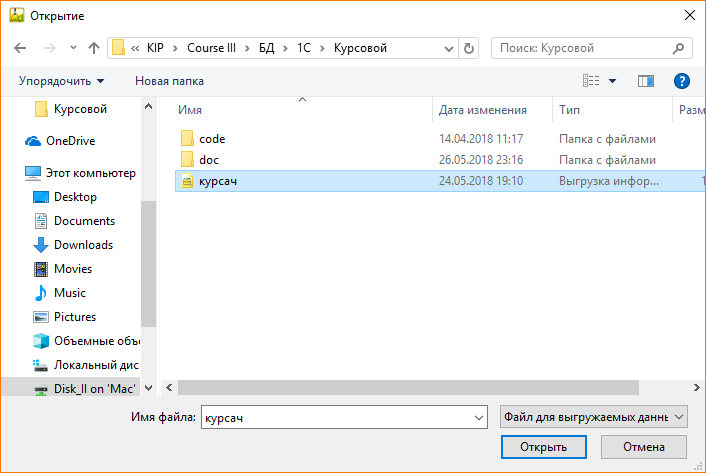 Открытие
« KIP > Course III > БД > 1С > Курсовой
Поиск: Курсовой
Упорядочить Новая папка ?
Имя Дата изменения Тип Разм
Курсовой
OneDrive
Этот компьютер
Desktop
Documents
Downloads
Movies
Music
Pictures
Объемные объ
Локальный дис
Disk_II on 'Mac'
code 14.04.2018 11:17 Папка с файлами
doc 26.05.2018 23:16 Папка с файлами
курсач 24.05.2018 19:10 Выгрузка инфор... 1
Имя файла: курсач Файл для выгружаемых данны
Открыть Отмена